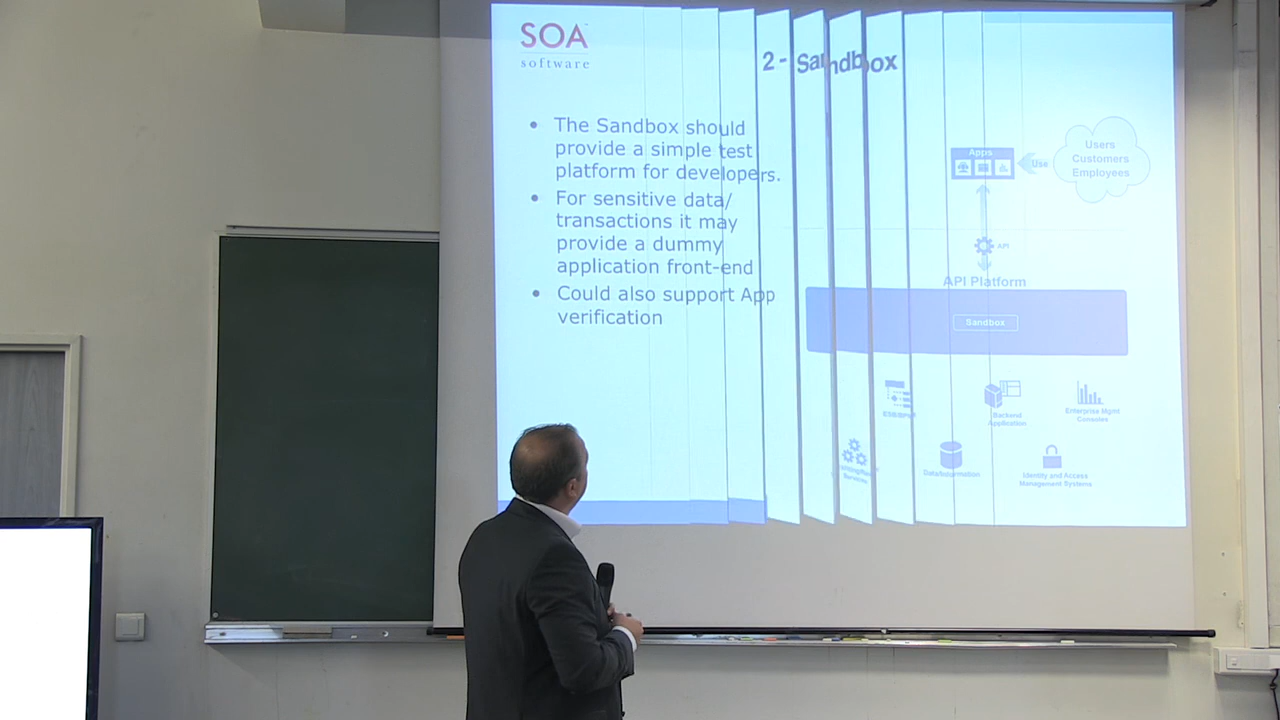 SOA
software
2 - Sandbox
• The Sandbox should
provide a simple test
platform for developers.
• For sensitive data/
transactions it may
provide a dummy
application front-end
• Could also support App
verification
Apps
Use
Users
Customers
Employees
API
API Platform
Sandbox
Backend
Application
Enterprise Mgmt
Consoles
Data/Information
Identity and Access
Management Systems